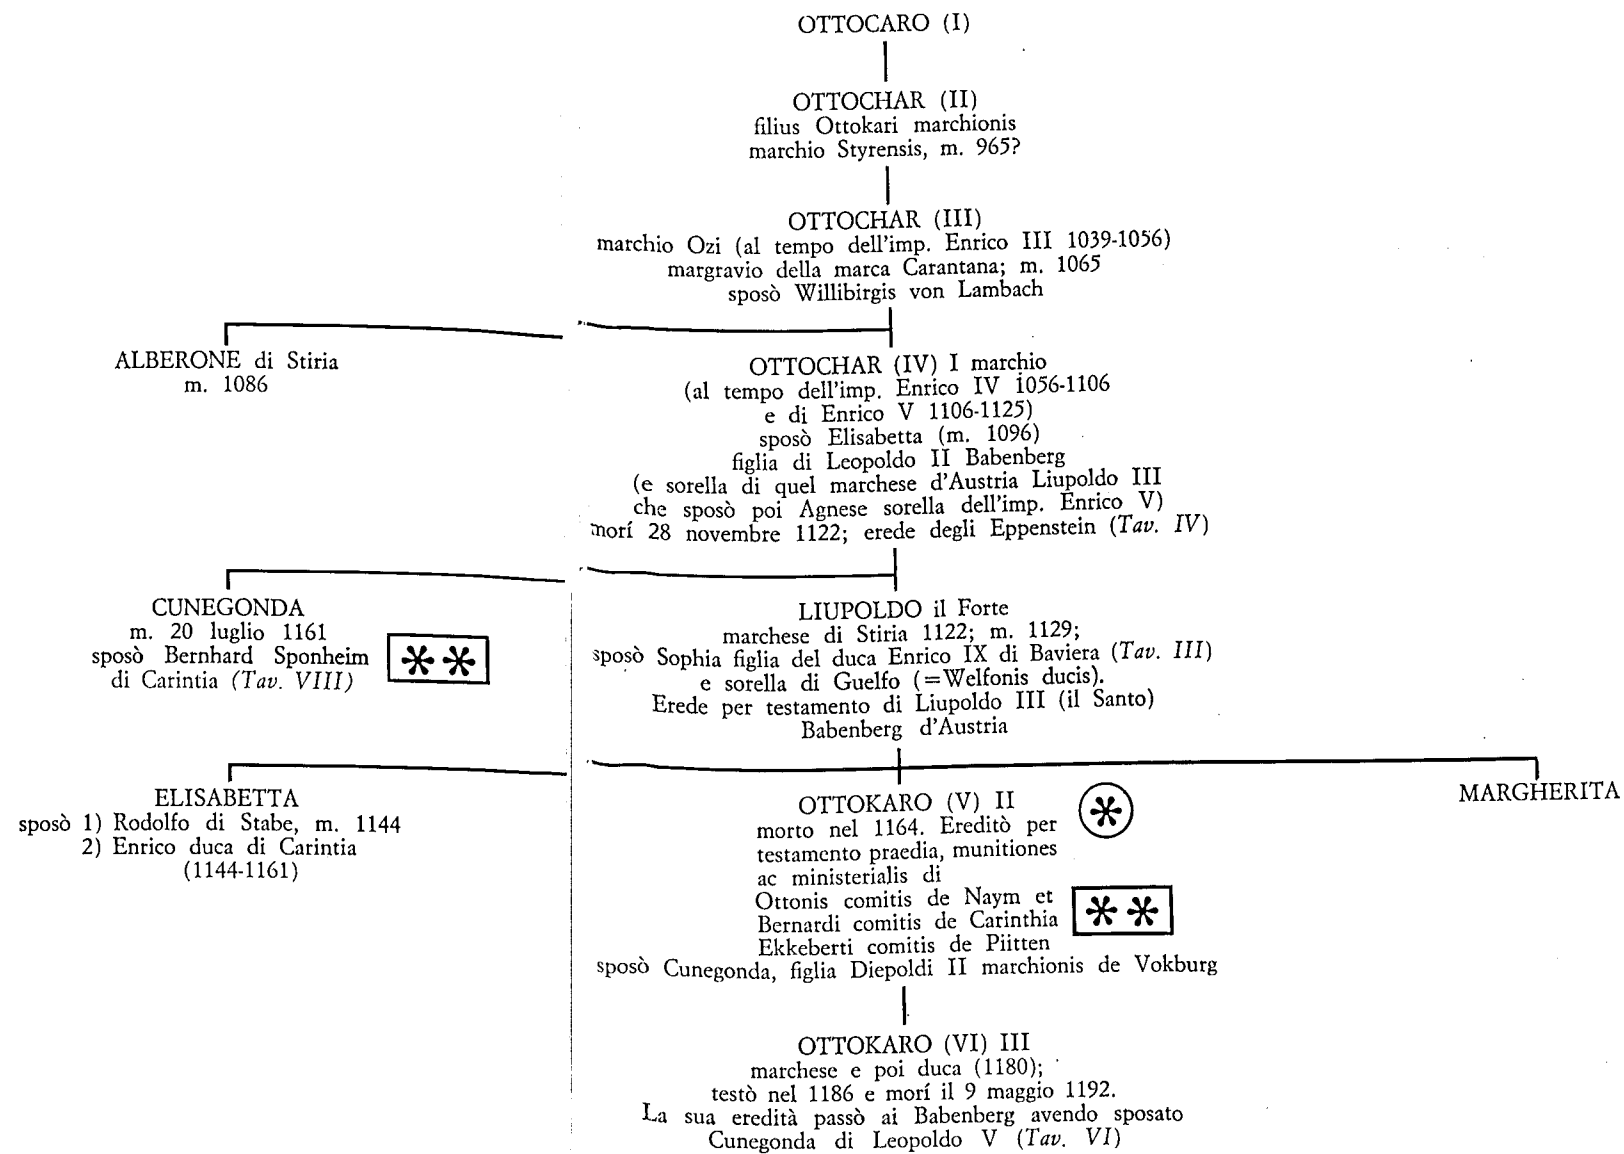 OTTOCARO (I)
OTTOCHAR (II)
filius Ottokari marchionis
marchio Styrensis, m. 965?
OTTOCHAR (III)
marchio Ozi (al tempo dell'imp. Enrico III 1039-1056)
margravio della marca Carantana; m. 1065
sposò Willibirgis von Lambach
ALBERONE di Stiria
m. 1086
OTTOCHAR (IV) I marchio
(al tempo dell'imp. Enrico IV 1056-1106
e di Enrico V 1106-1125)
sposò Elisabetta (m. 1096)
figlia di Leopoldo II Babenberg
(e sorella di quel marchese d'Austria Liupoldo III
che sposò poi Agnese sorella dell'imp. Enrico V)
morí 28 novembre 1122; erede degli Eppenstein (Tav. IV)
CUNEGONDA
m. 20 luglio 1161
sposò Bernhard Sponheim
di Carintia (Tav. VIII)
**
LIUPOLDO il Forte
marchese di Stiria 1122; m. 1129;
sposò Sophia figlia del duca Enrico IX di Baviera (Tav. III)
e sorella di Guelfo (=Welfonis ducis).
Erede per testamento di Liupoldo III (il Santo)
Babenberg d'Austria
ELISABETTA
sposò 1) Rodolfo di Stabe, m. 1144
2) Enrico duca di Carintia
(1144-1161)
OTTOKARO (V) II
*
morto nel 1164. Ereditò per
testamento praedia, munitiones
ac ministerialis di
Ottonis comitis de Naym et
Bernardi comitis de Carinthia
**
Ekkeberti comitis de Piitten
sposò Cunegonda, figlia Diepoldi II marchionis de Vokburg
MARGHERITA
OTTOKARO (VI) III
marchese e poi duca (1180);
testò nel 1186 e morí il 9 maggio 1192.
La sua eredità passò ai Babenberg avendo sposato
Cunegonda di Leopoldo V (Tav. VI)